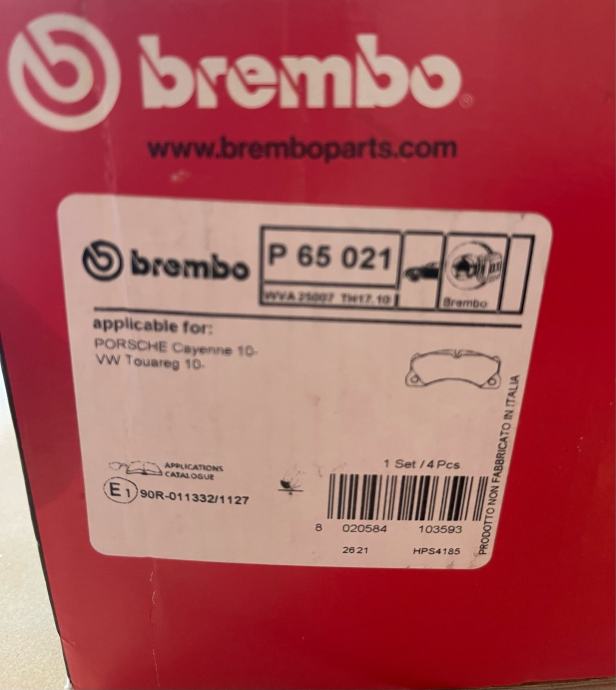 brembo
www.bremboparts.com
brembo
P 65 021
WVA 25007 TH17.10
Brembo
applicable for:
PORSCHE Cayenne 10-
VW Touareg 10-
APPLICATIONS
CATALOGUE
E1 90R-011332/1127
1 Set / 4 Pcs
8 020584 103593
2621 HPS4185
PRODOTTO NON FABBRICATO IN ITALIA